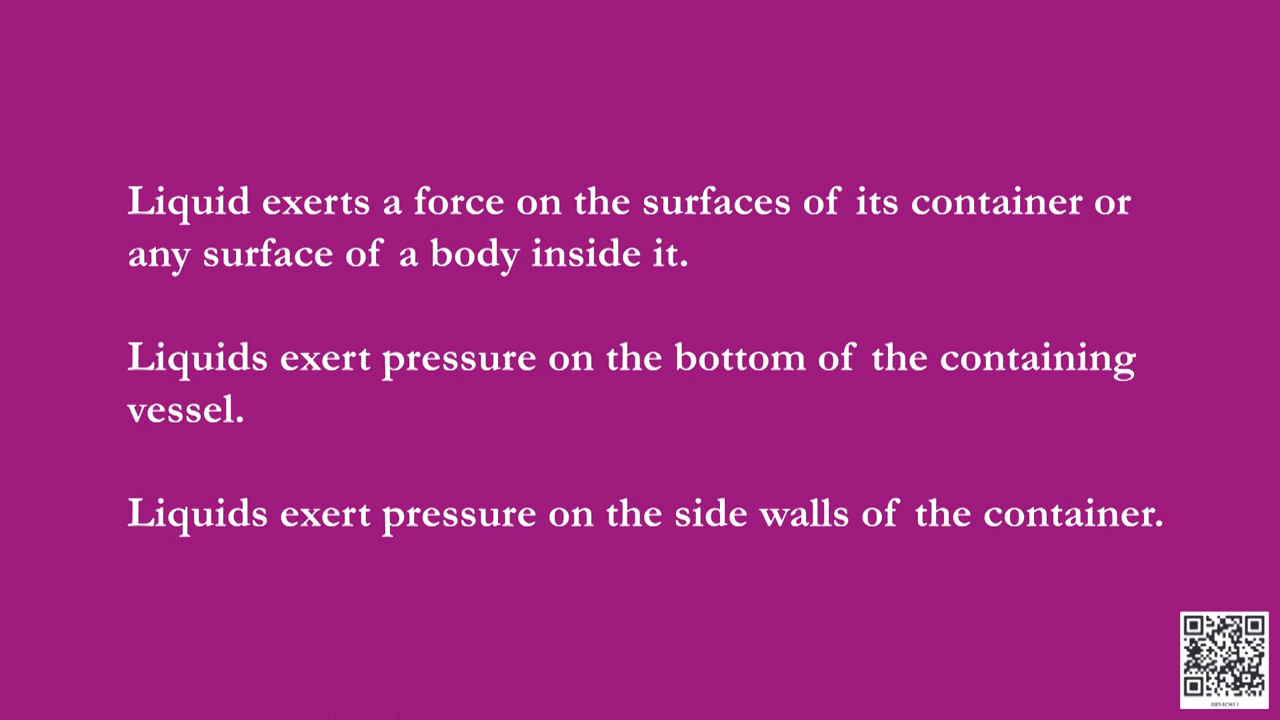 Liquid exerts a force on the surfaces of its container or
any surface of a body inside it.
Liquids exert pressure on the bottom of the containing
vessel.
Liquids exert pressure on the side walls of the container.